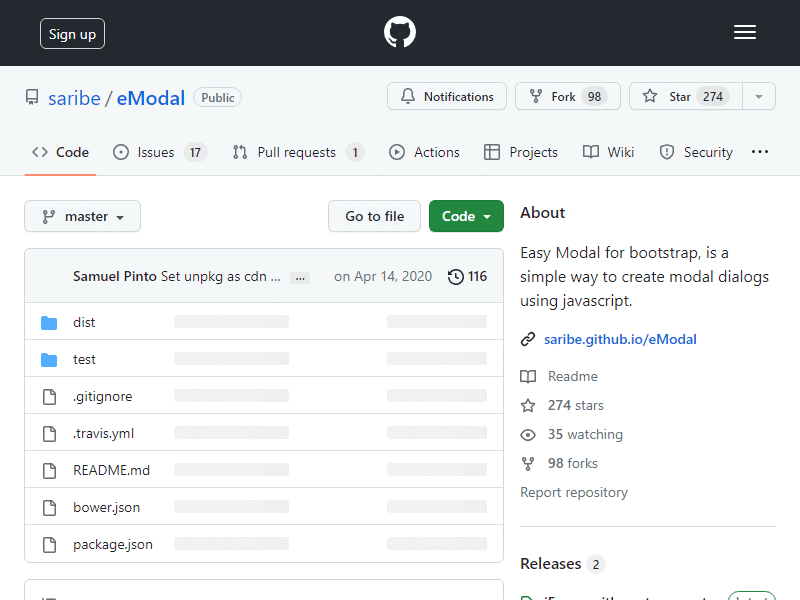 Sign up
saribe / eModal Public
Notifications Fork 98 Star 274
Code Issues 17 Pull requests 1 Actions Projects Wiki Security ...
master Go to file Code
Samuel Pinto Set unpkg as cdn ... ... on Apr 14, 2020 116
dist
test
.gitignore
.travis.yml
README.md
bower.json
package.json
About
Easy Modal for bootstrap, is a
simple way to create modal dialogs
using javascript.
saribe.github.io/eModal
Readme
274 stars
35 watching
98 forks
Report repository
Releases 2